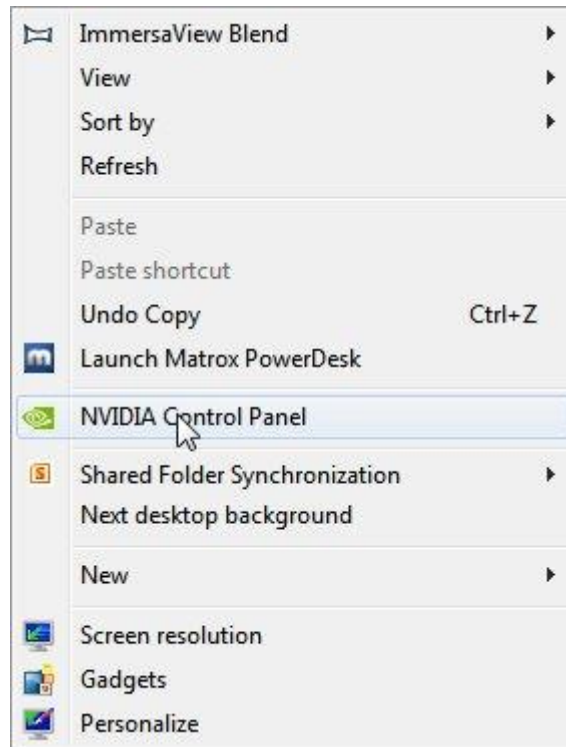 ImmersaView Blend
View
Sort by
Refresh
Paste
Paste shortcut
Undo Copy Ctrl+Z
Launch Matrox PowerDesk
NVIDIA Control Panel
Shared Folder Synchronization
Next desktop background
New
Screen resolution
Gadgets
Personalize